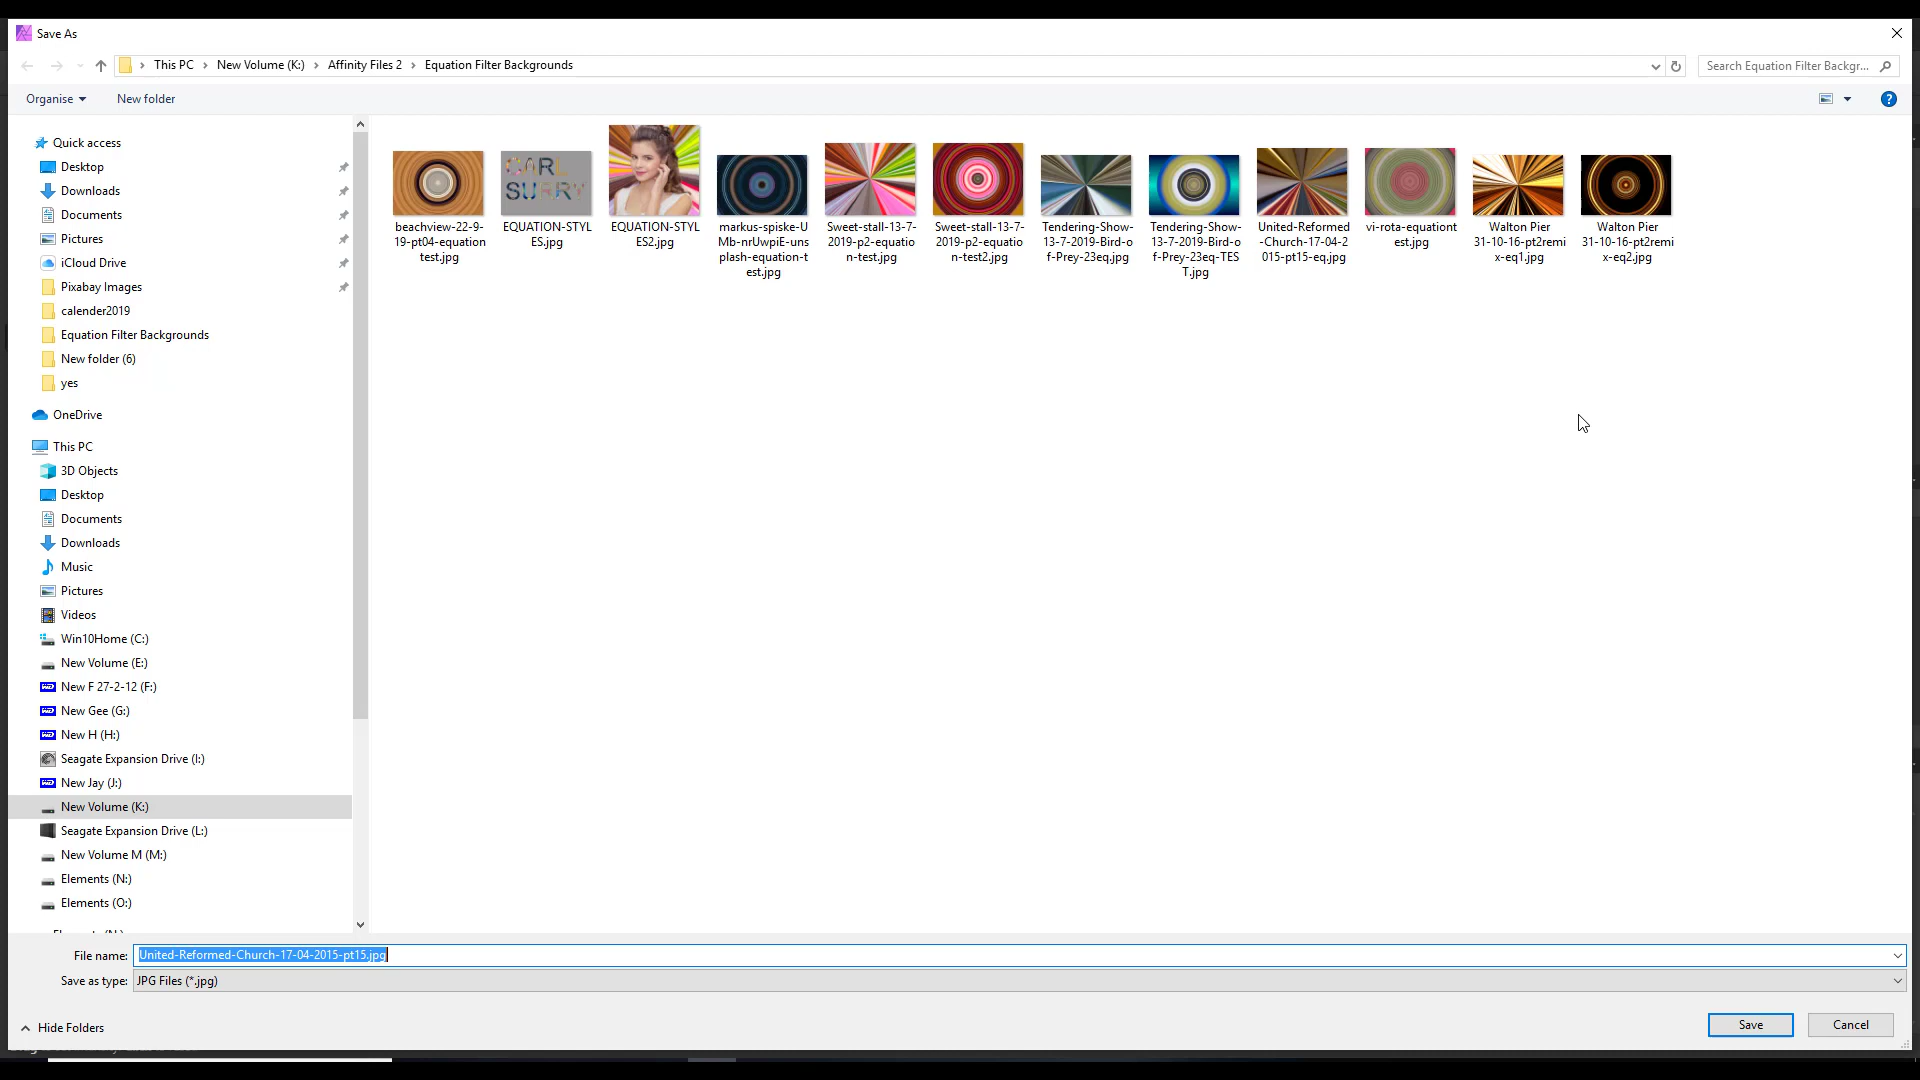 Save As
This PC > New Volume (K:) > Affinity Files 2 > Equation Filter Backgrounds
Search Equation Filter Backgr...
Organise
New folder
Quick access
Desktop
Downloads
Documents
Pictures
iCloud Drive
Pixabay Images
calender2019
Equation Filter Backgrounds
New folder (6)
yes
OneDrive
This PC
3D Objects
Desktop
Documents
Downloads
Music
Pictures
Videos
Win10Home (C:)
New Volume (E:)
New F 27-2-12 (F:)
New Gee (G:)
New H (H:)
Seagate Expansion Drive (I:)
New Jay (J:)
New Volume (K:)
Seagate Expansion Drive (L:)
New Volume M (M:)
Elements (N:)
Elements (O:)
beachview-22-9-
19-pt04-equation
test.jpg
CARL
SURRY
EQUATION-STYL
ES.jpg
EQUATION-STYL
ES2.jpg
markus-spiske-U
Mb-nrUwpiE-uns
plash-equation-t
est.jpg
Sweet-stall-13-7-
2019-p2-equatio
n-test.jpg
Sweet-stall-13-7-
2019-p2-equatio
n-test2.jpg
Tendering-Show-
13-7-2019-Bird-o
f-Prey-23eq.jpg
Tendering-Show-
13-7-2019-Bird-o
f-Prey-23eq-TES
T.jpg
United-Reformed
-Church-17-04-2
015-pt15-eq.jpg
vi-rota-equationt
est.jpg
Walton Pier
31-10-16-pt2remi
x-eq1.jpg
Walton Pier
31-10-16-pt2remi
x-eq2.jpg
File name: United-Reformed-Church-17-04-2015-pt15.jpg
Save as type: JPG Files (*.jpg)
Hide Folders
Save
Cancel